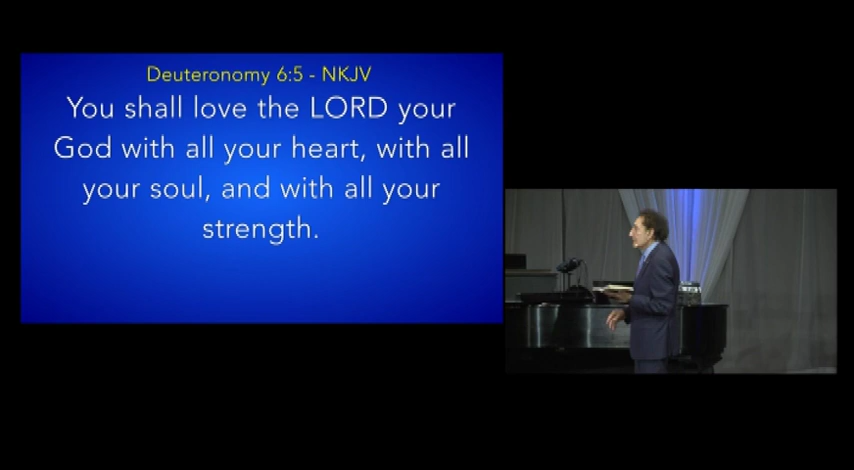 Deuteronomy 6:5 - NKJV
You shall love the LORD your
God with all your heart, with all
your soul, and with all your
strength.